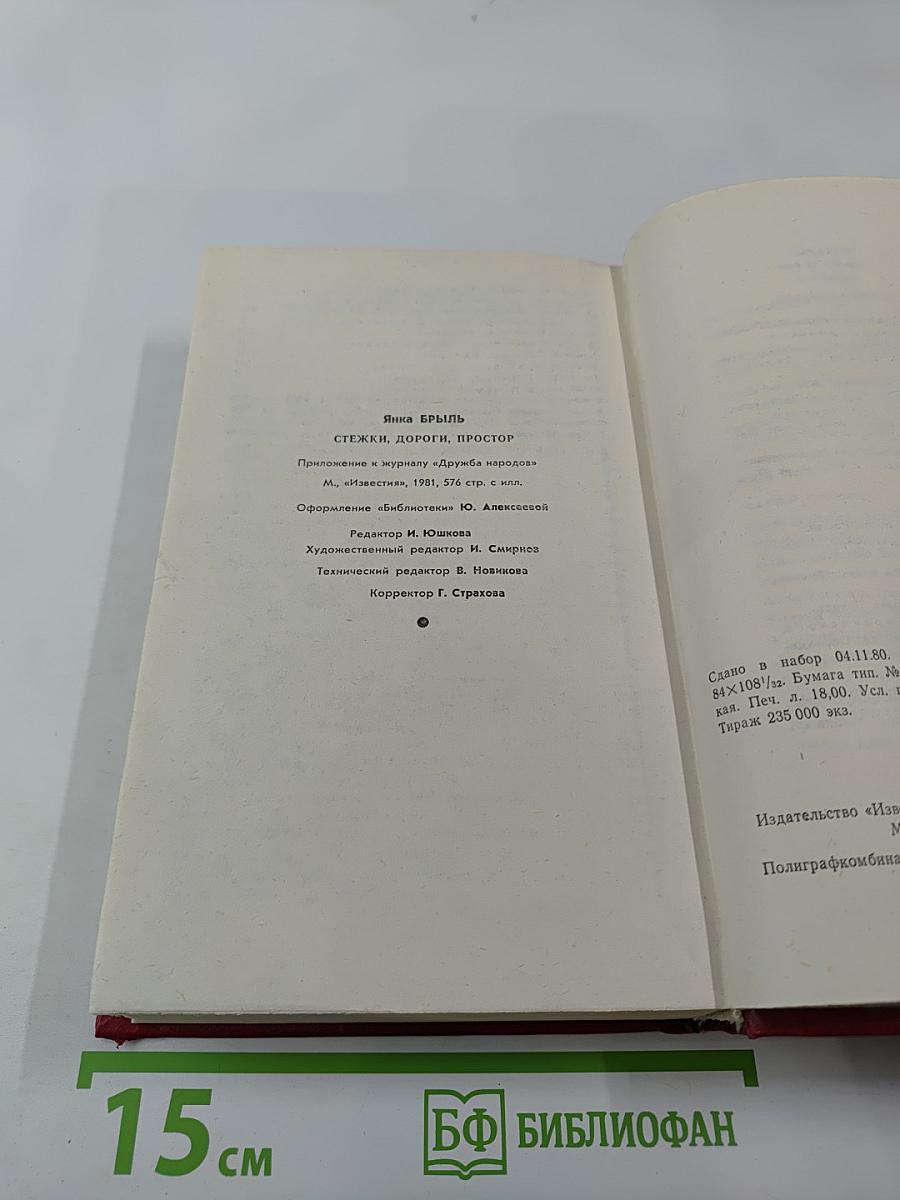 Янка БРЫЛЬ
СТЕЖКИ, ДОРОГИ, ПРОСТОР
Приложение к журналу «Дружба народов»
М., «Известия», 1981, 576 стр. с илл.
Оформление «Библиотеки» Ю. Алексеевой
Редактор И. Юшкова
Художественный редактор И. Смирнов
Технический редактор В. Новикова
Корректор Г. Страхова
Сдано в набор 04.11.80.
84×108¹/₃₂. Бумага тип. №
кая. Печ. л. 18,00. Усл.
Тираж 235 000 экз.
Издательство «Изве
Полиграфкомбина
15 см
БФ БИБЛИОФАН